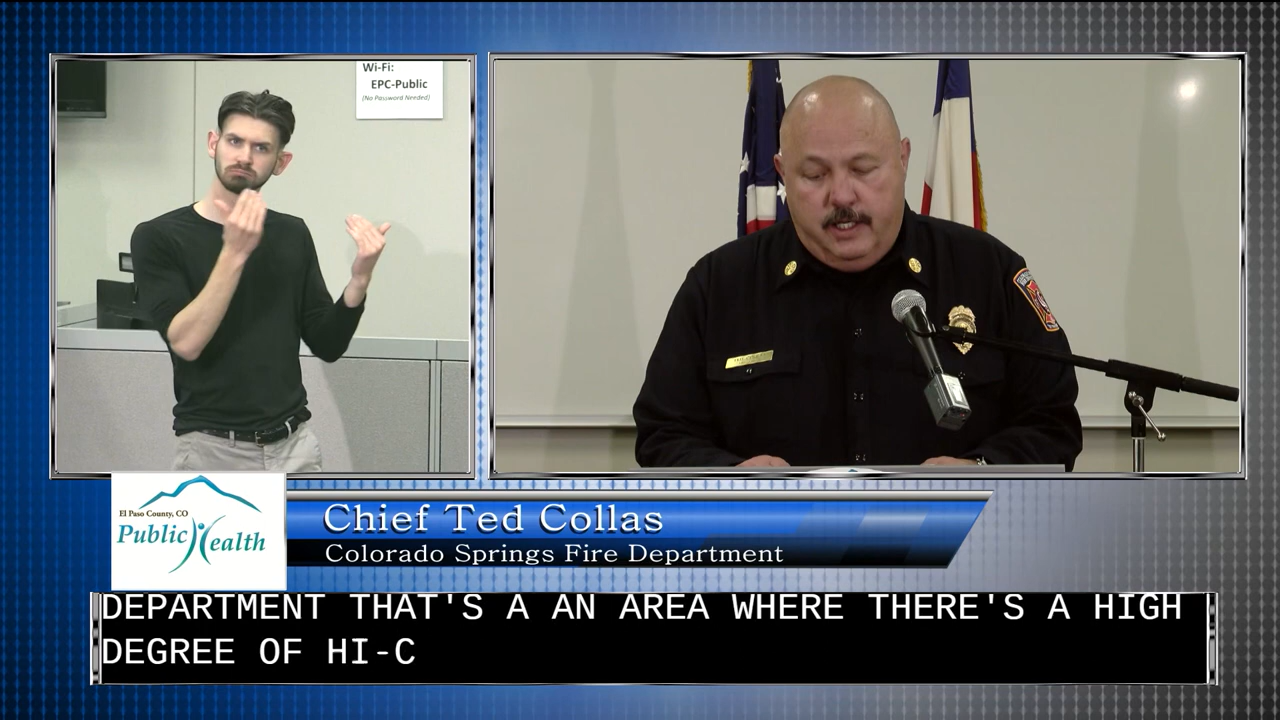 Wi-Fi:
EPC-Public
(No Password Needed)
El Paso County, CO
Public Health
Chief Ted Collas
Colorado Springs Fire Department
DEPARTMENT THAT'S A AN AREA WHERE THERE'S A HIGH
DEGREE OF HI-C